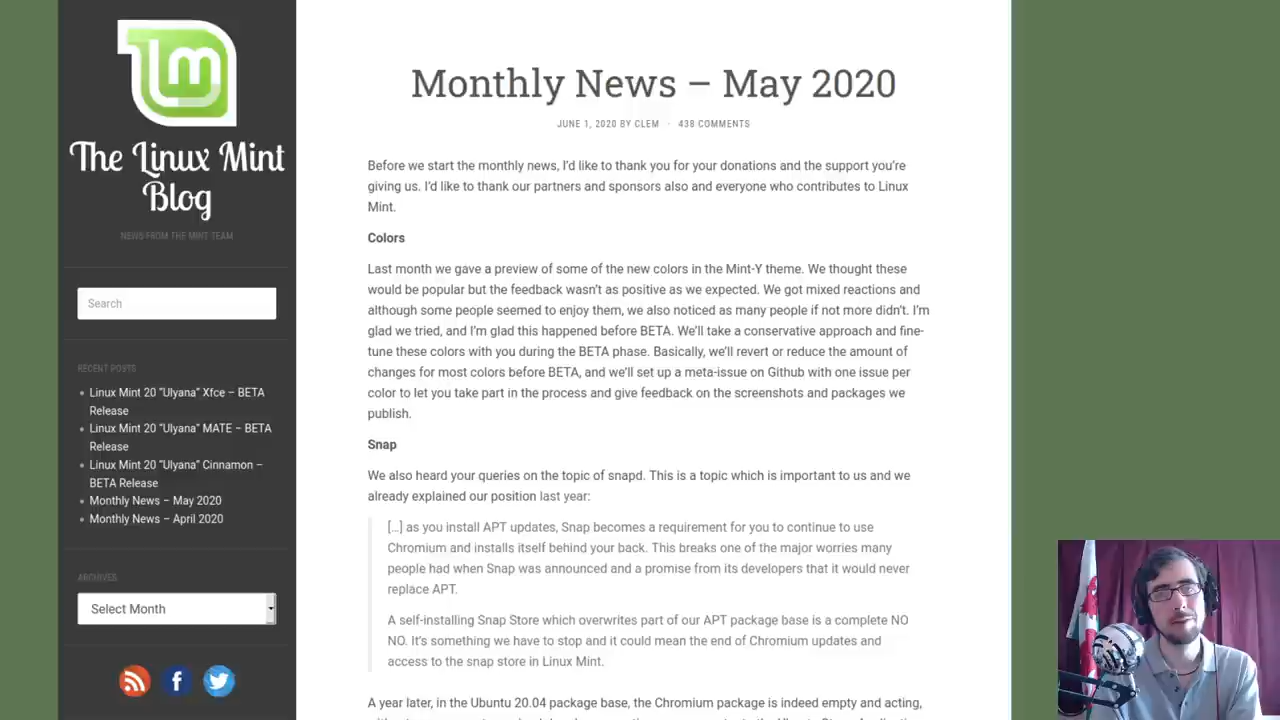 lm
The Linux Mint
Blog
NEWS FROM THE MINT TEAM
Search
RECENT POSTS
Linux Mint 20 "Ulyana" Xfce – BETA
Release
Linux Mint 20 "Ulyana" MATE – BETA
Release
Linux Mint 20 "Ulyana" Cinnamon –
BETA Release
Monthly News – May 2020
Monthly News – April 2020
ARCHIVES
Select Month
Monthly News – May 2020
JUNE 1, 2020 BY CLEM · 438 COMMENTS
Before we start the monthly news, I'd like to thank you for your donations and the support you're
giving us. I'd like to thank our partners and sponsors also and everyone who contributes to Linux
Mint.
Colors
Last month we gave a preview of some of the new colors in the Mint-Y theme. We thought these
would be popular but the feedback wasn't as positive as we expected. We got mixed reactions and
although some people seemed to enjoy them, we also noticed as many people if not more didn't. I'm
glad we tried, and I'm glad this happened before BETA. We'll take a conservative approach and fine-
tune these colors with you during the BETA phase. Basically, we'll revert or reduce the amount of
changes for most colors before BETA, and we'll set up a meta-issue on Github with one issue per
color to let you take part in the process and give feedback on the screenshots and packages we
publish.
Snap
We also heard your queries on the topic of snapd. This is a topic which is important to us and we
already explained our position last year:
[…] as you install APT updates, Snap becomes a requirement for you to continue to use
Chromium and installs itself behind your back. This breaks one of the major worries many
people had when Snap was announced and a promise from its developers that it would never
replace APT.
A self-installing Snap Store which overwrites part of our APT package base is a complete NO
NO. It's something we have to stop and it could mean the end of Chromium updates and
access to the snap store in Linux Mint.
A year later, in the Ubuntu 20.04 package base, the Chromium package is indeed empty and acting,